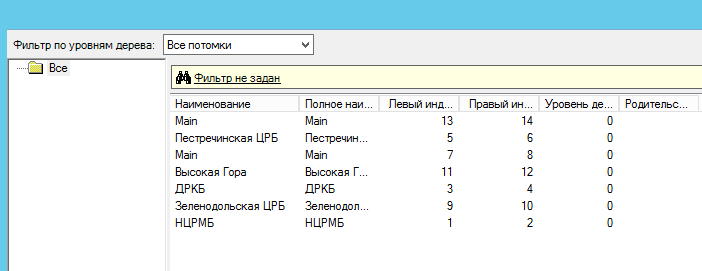 Фильтр по уровням дерева: Все потомки
Все
Фильтр не задан
Наименование Полное наи... Левый инд... Правый ин... Уровень де... Родительс...
Main Main 13 14 0
Пестречинская ЦРБ Пестречин... 5 6 0
Main Main 7 8 0
Высокая Гора Высокая Г... 11 12 0
ДРКБ ДРКБ 3 4 0
Зеленодольская ЦРБ Зеленодол... 9 10 0
НЦРМБ НЦРМБ 1 2 0